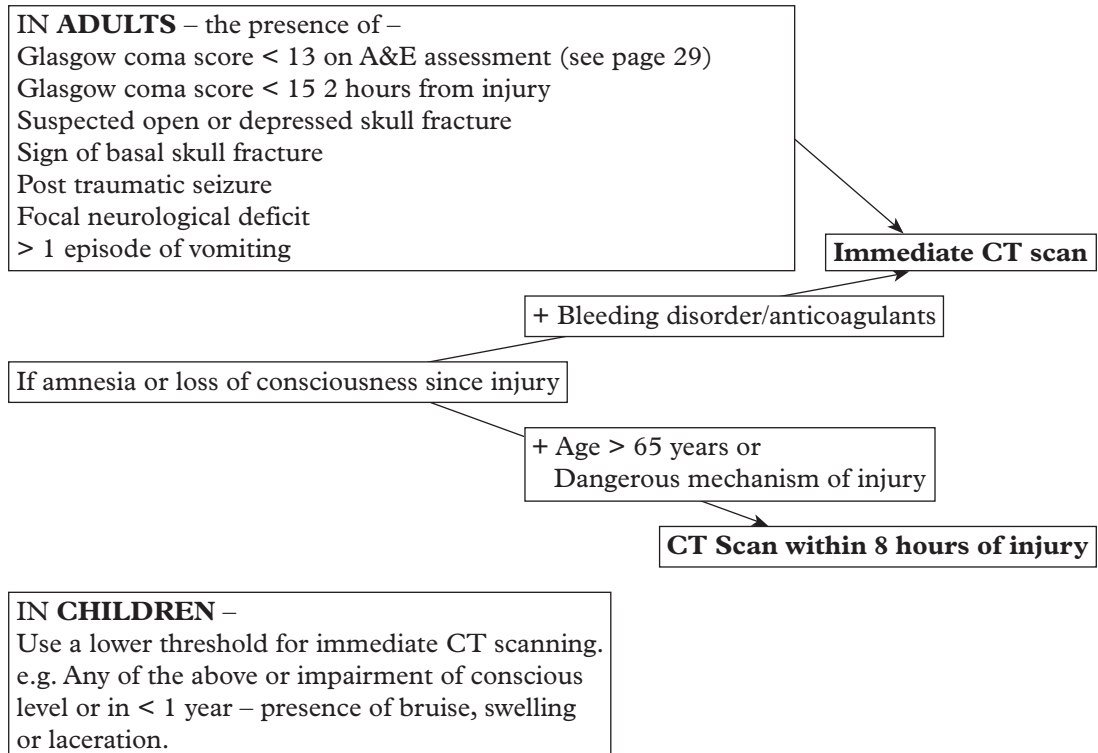 IN ADULTS – the presence of –
Glasgow coma score < 13 on A&E assessment (see page 29)
Glasgow coma score < 15 2 hours from injury
Suspected open or depressed skull fracture
Sign of basal skull fracture
Post traumatic seizure
Focal neurological deficit
> 1 episode of vomiting
Immediate CT scan
+ Bleeding disorder/anticoagulants
If amnesia or loss of consciousness since injury
+ Age > 65 years or
Dangerous mechanism of injury
CT Scan within 8 hours of injury
IN CHILDREN –
Use a lower threshold for immediate CT scanning.
e.g. Any of the above or impairment of conscious
level or in < 1 year – presence of bruise, swelling
or laceration.